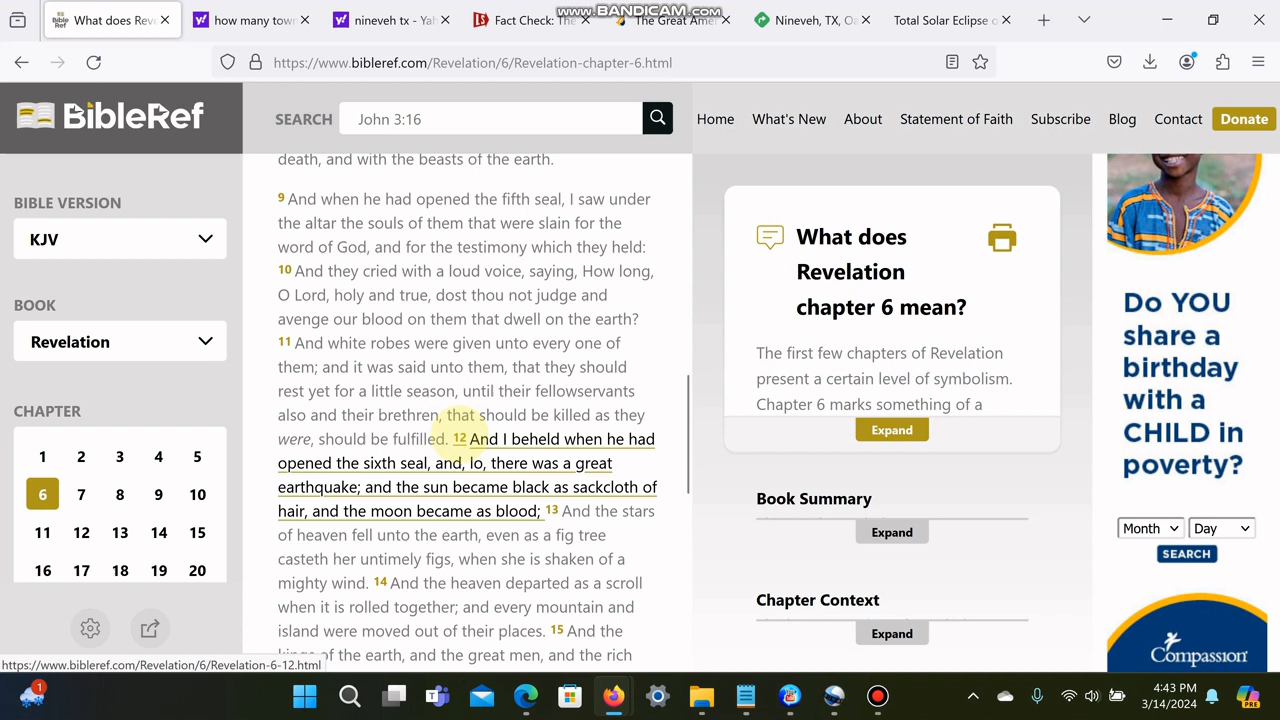 www.BANDICAM.com
What does Rev
how many town
nineveh tx - Yah
Fact Check: The
The Great Amer
Nineveh, TX, Oa
Total Solar Eclipse o
https://www.bibleref.com/Revelation/6/Revelation-chapter-6.html
BibleRef
SEARCH
John 3:16
Home
What's New
About
Statement of Faith
Subscribe
Blog
Contact
Donate
BIBLE VERSION
KJV
BOOK
Revelation
CHAPTER
1 2 3 4 5
6 7 8 9 10
11 12 13 14 15
16 17 18 19 20
death, and with the beasts of the earth.
9 And when he had opened the fifth seal, I saw under
the altar the souls of them that were slain for the
word of God, and for the testimony which they held:
10 And they cried with a loud voice, saying, How long,
O Lord, holy and true, dost thou not judge and
avenge our blood on them that dwell on the earth?
11 And white robes were given unto every one of
them; and it was said unto them, that they should
rest yet for a little season, until their fellowservants
also and their brethren, that should be killed as they
were, should be fulfilled. 12 And I beheld when he had
opened the sixth seal, and, lo, there was a great
earthquake; and the sun became black as sackcloth of
hair, and the moon became as blood; 13 And the stars
of heaven fell unto the earth, even as a fig tree
casteth her untimely figs, when she is shaken of a
mighty wind. 14 And the heaven departed as a scroll
when it is rolled together; and every mountain and
island were moved out of their places. 15 And the
kings of the earth, and the great men, and the rich
What does
Revelation
chapter 6 mean?
The first few chapters of Revelation
present a certain level of symbolism.
Chapter 6 marks something of a
Expand
Book Summary
Expand
Chapter Context
Expand
Do YOU
share a
birthday
with a
CHILD in
poverty?
Month
Day
SEARCH
Compassion
https://www.bibleref.com/Revelation/6/Revelation-6-12.html
1
4:43 PM
3/14/2024
PRE